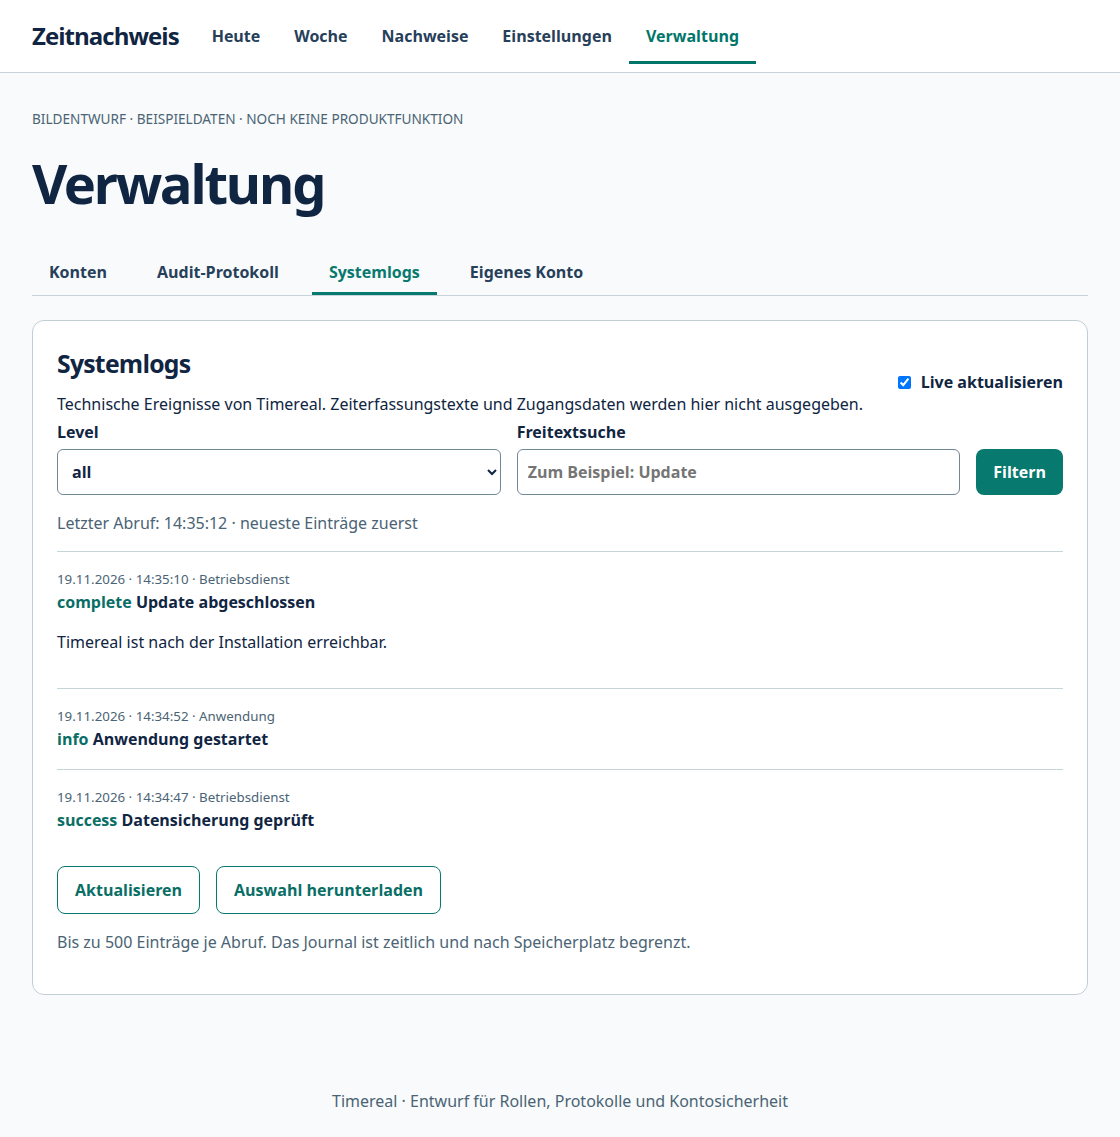 Zeitnachweis Heute Woche Nachweise Einstellungen Verwaltung
BILDENTWURF · BEISPIELDATEN · NOCH KEINE PRODUKTFUNKTION
Verwaltung
Konten Audit-Protokoll Systemlogs Eigenes Konto
Systemlogs
Live aktualisieren
Technische Ereignisse von Timereal. Zeiterfassungstexte und Zugangsdaten werden hier nicht ausgegeben.
Level Freitextsuche
all Zum Beispiel: Update Filtern
Letzter Abruf: 14:35:12 · neueste Einträge zuerst
19.11.2026 · 14:35:10 · Betriebsdienst
complete Update abgeschlossen
Timereal ist nach der Installation erreichbar.
19.11.2026 · 14:34:52 · Anwendung
info Anwendung gestartet
19.11.2026 · 14:34:47 · Betriebsdienst
success Datensicherung geprüft
Aktualisieren Auswahl herunterladen
Bis zu 500 Einträge je Abruf. Das Journal ist zeitlich und nach Speicherplatz begrenzt.
Timereal · Entwurf für Rollen, Protokolle und Kontosicherheit